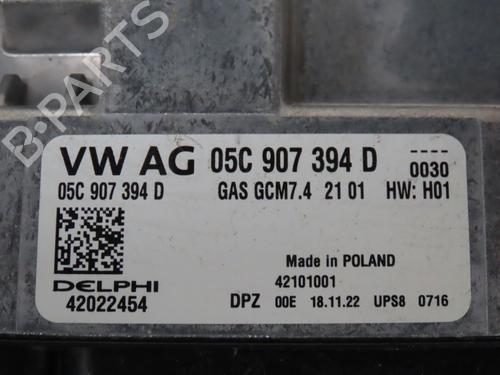 B-PARTS
VW AG 05C 907 394 D ---- 0030
05C 907 394 D GAS GCM7.4 21 01 HW: H01
Made in POLAND
42101001
DELPHI
42022454 DPZ 00E 18.11.22 UPS8 0716